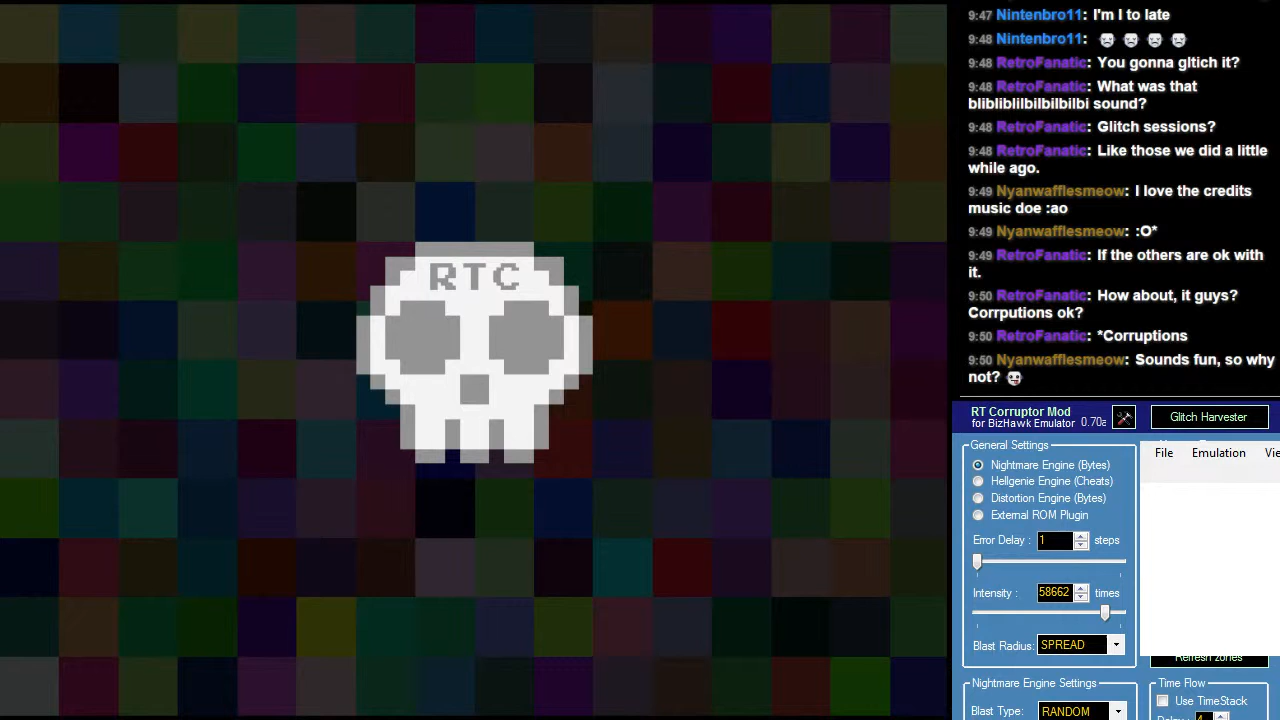 9:47 Nintenbro11: I'm I to late
9:48 Nintenbro11:
9:48 RetroFanatic: You gonna gltich it?
9:48 RetroFanatic: What was that
blibliblilbilbilbilbi sound?
9:48 RetroFanatic: Glitch sessions?
9:48 RetroFanatic: Like those we did a little
while ago.
9:49 Nyanwafflesmeow: I love the credits
music doe :ao
9:49 Nyanwafflesmeow: :O*
9:49 RetroFanatic: If the others are ok with
it.
9:50 RetroFanatic: How about, it guys?
Corrputions ok?
9:50 RetroFanatic: *Corruptions
9:50 Nyanwafflesmeow: Sounds fun, so why
not?
RTC
RT Corruptor Mod
for BizHawk Emulator 0.70a
Glitch Harvester
General Settings
Nightmare Engine (Bytes)
Hellgenie Engine (Cheats)
Distortion Engine (Bytes)
External ROM Plugin
Error Delay : 1 steps
Intensity : 58662 times
Blast Radius: SPREAD
File Emulation Vie
Refresh zones
Nightmare Engine Settings
Blast Type: RANDOM
Time Flow
Use TimeStack